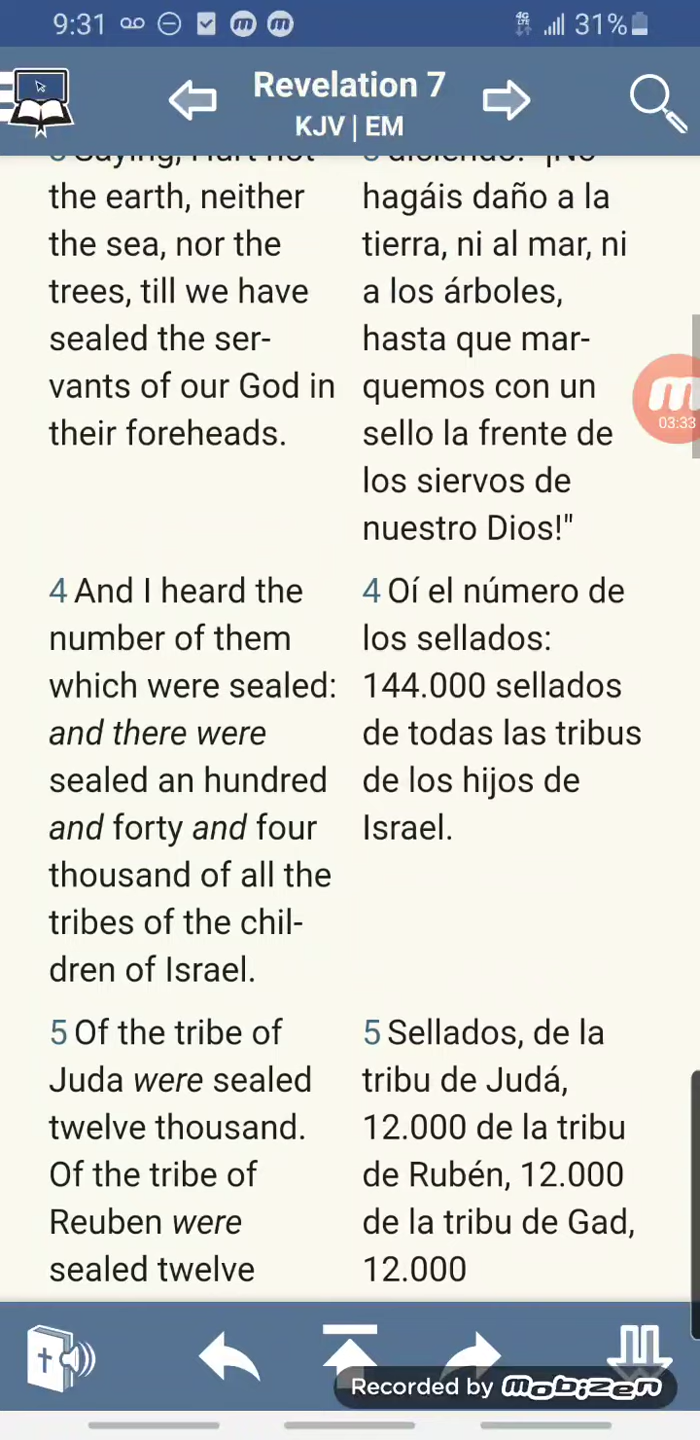 9:31
4G LTE
31%
Revelation 7
KJV | EM
the earth, neither
the sea, nor the
trees, till we have
sealed the ser-
vants of our God in
their foreheads.
4 And I heard the
number of them
which were sealed:
and there were
sealed an hundred
and forty and four
thousand of all the
tribes of the chil-
dren of Israel.
5 Of the tribe of
Juda were sealed
twelve thousand.
Of the tribe of
Reuben were
sealed twelve
hagáis daño a la
tierra, ni al mar, ni
a los árboles,
hasta que mar-
quemos con un
sello la frente de
los siervos de
nuestro Dios!"
4 Oí el número de
los sellados:
144.000 sellados
de todas las tribus
de los hijos de
Israel.
5 Sellados, de la
tribu de Judá,
12.000 de la tribu
de Rubén, 12.000
de la tribu de Gad,
12.000
m
03:33
Recorded by Mobizen